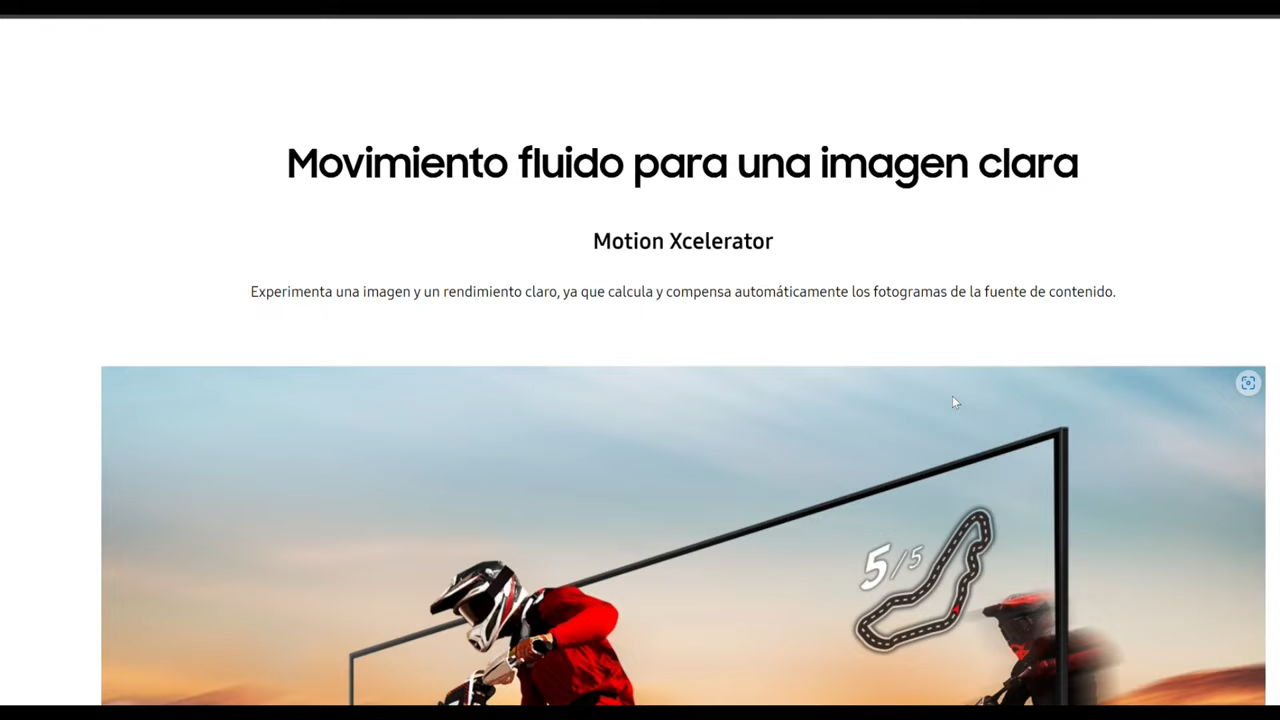 Movimiento fluido para una imagen clara
Motion Xcelerator
Experimenta una imagen y un rendimiento claro, ya que calcula y compensa automáticamente los fotogramas de la fuente de contenido.
5/5